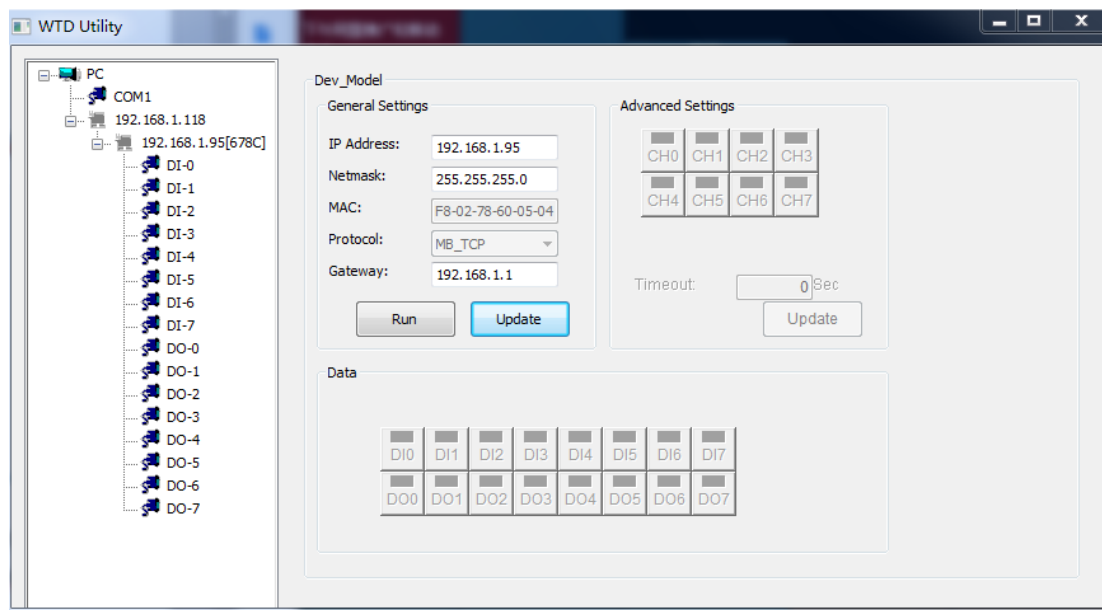 WTD Utility
PC
COM1
192.168.1.118
192.168.1.95[678C]
DI-0
DI-1
DI-2
DI-3
DI-4
DI-5
DI-6
DI-7
DO-0
DO-1
DO-2
DO-3
DO-4
DO-5
DO-6
DO-7
Dev_Model
General Settings
IP Address: 192.168.1.95
Netmask: 255.255.255.0
MAC: F8-02-78-60-05-04
Protocol: MB_TCP
Gateway: 192.168.1.1
Run Update
Advanced Settings
CH0 CH1 CH2 CH3
CH4 CH5 CH6 CH7
Timeout: 0 Sec
Update
Data
DI0 DI1 DI2 DI3 DI4 DI5 DI6 DI7
DO0 DO1 DO2 DO3 DO4 DO5 DO6 DO7